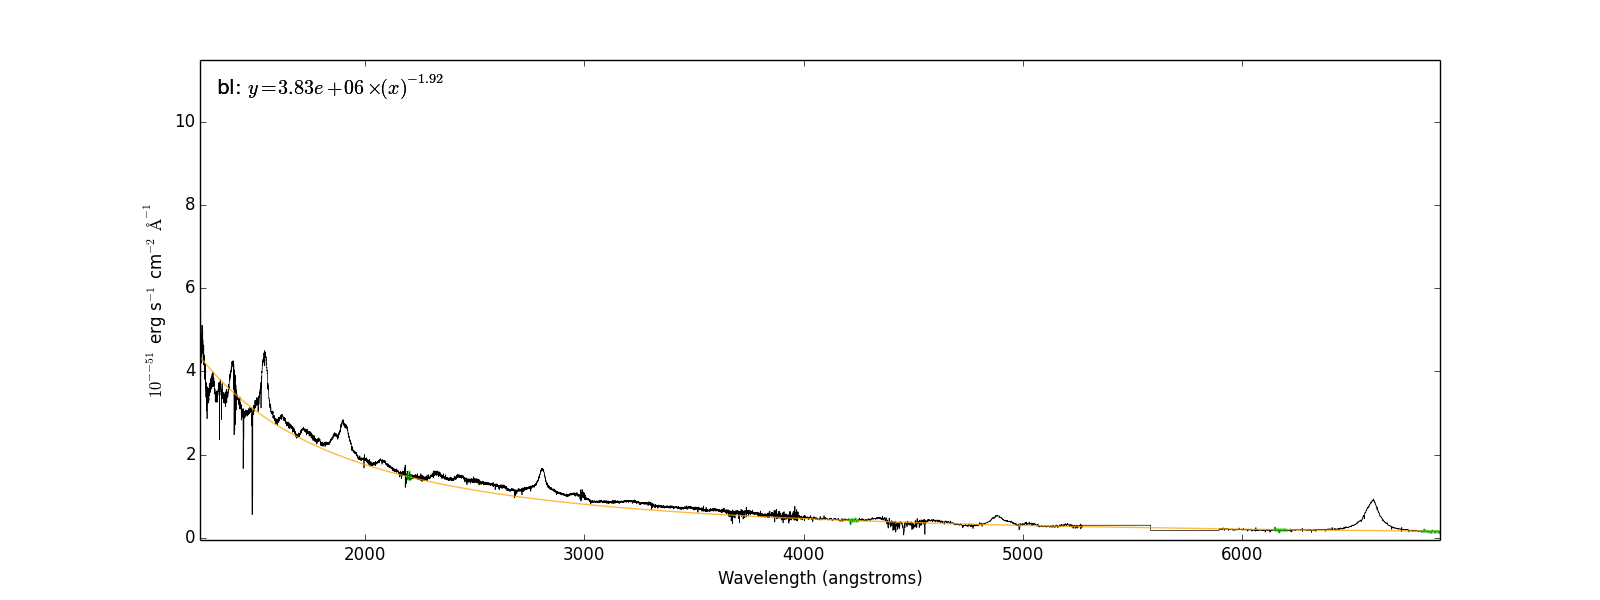 bl: y=3.83e+06×(x)^−1.92
10
8
6
4
2
0
10^−−51 erg s^−1 cm^−2 Å^−1
2000 3000 4000 5000 6000
Wavelength (angstroms)